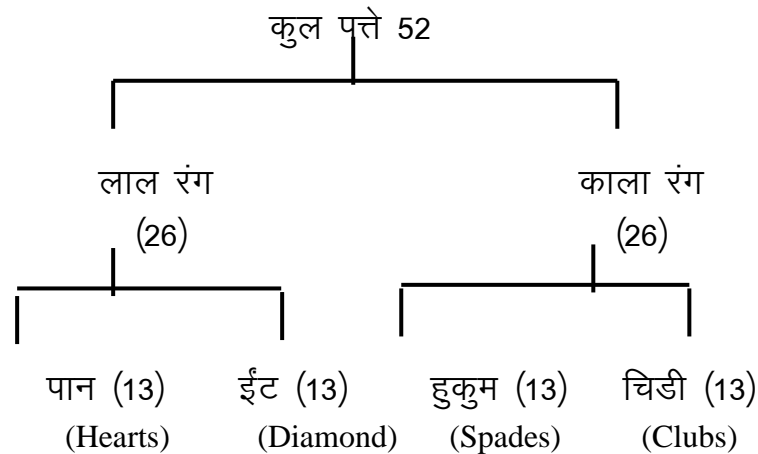 कुल पत्ते 52
लाल रंग काला रंग
(26) (26)
पान (13) ईंट (13) हुकुम (13) चिडी (13)
(Hearts) (Diamond) (Spades) (Clubs)